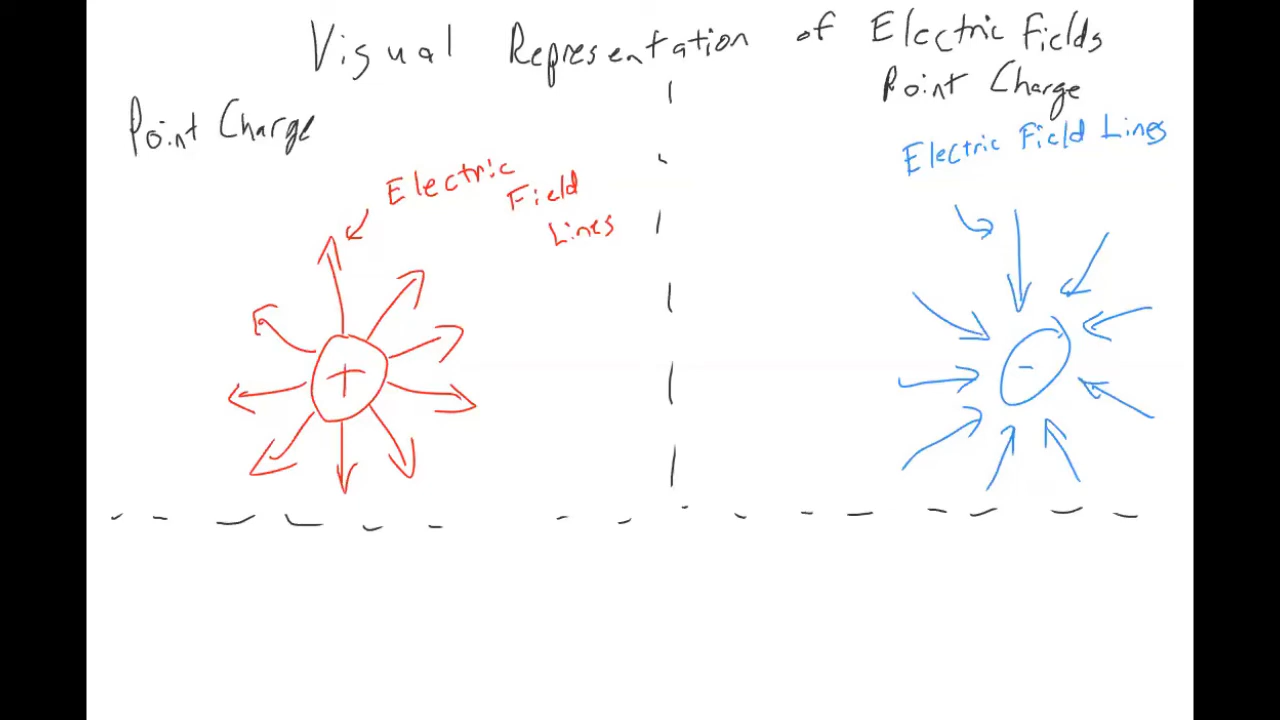 Visual Representation of Electric Fields
Point Charge
Electric
Field
Lines
+
Point Charge
Electric Field Lines
-